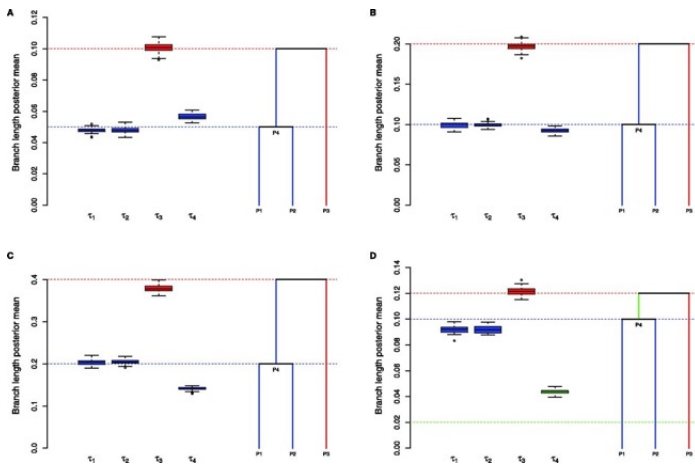 A
Branch length posterior mean
0.12
0.10
0.08
0.06
0.04
0.02
0.00
P4
τ1 τ2 τ3 τ4 P1 P2 P3
B
Branch length posterior mean
0.20
0.15
0.10
0.05
0.00
P4
τ1 τ2 τ3 τ4 P1 P2 P3
C
Branch length posterior mean
0.4
0.3
0.2
0.1
0.0
P4
τ1 τ2 τ3 τ4 P1 P2 P3
D
Branch length posterior mean
0.14
0.12
0.10
0.08
0.06
0.04
0.02
0.00
P4
τ1 τ2 τ3 τ4 P1 P2 P3